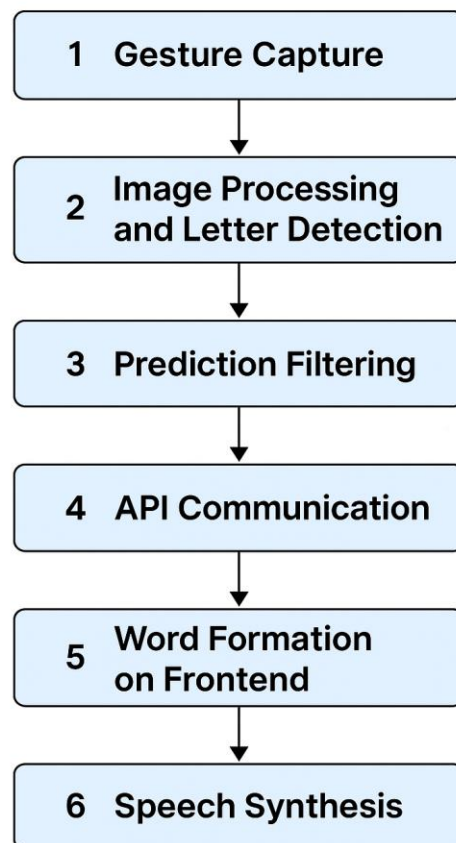 1 Gesture Capture
2 Image Processing
and Letter Detection
3 Prediction Filtering
4 API Communication
5 Word Formation
on Frontend
6 Speech Synthesis